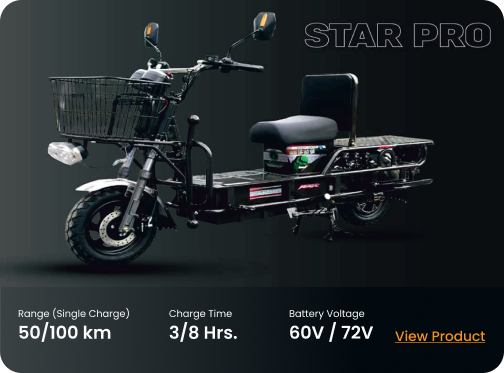 STAR PRO
Range (Single Charge)
50/100 km
Charge Time
3/8 Hrs.
Battery Voltage
60V / 72V
View Product